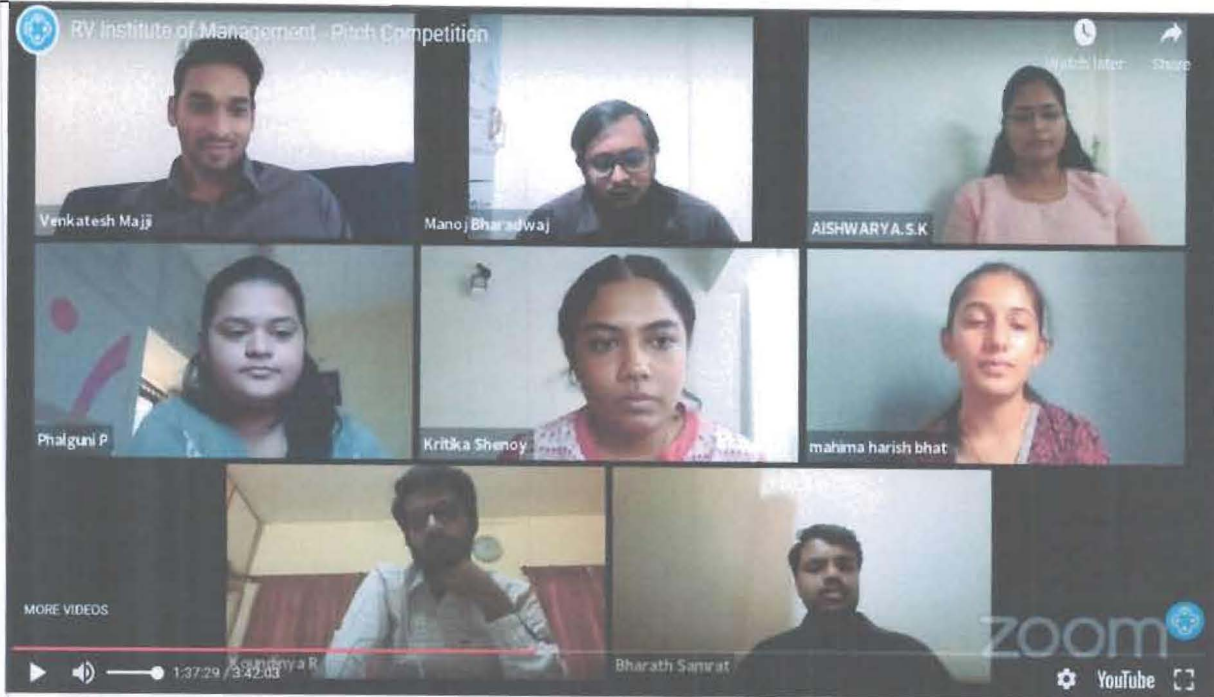 RV Institute of Management - Pitch Competition
Watch later
Share
Venkatesh Majji
Manoj Bharadwaj
AISHWARYA.S.K
Phalguni P
Kritika Shenoy
mahima harish bhat
MORE VIDEOS
zoom
Koundinya R
Bharath Samrat
1:37:29 / 3:42:03
YouTube